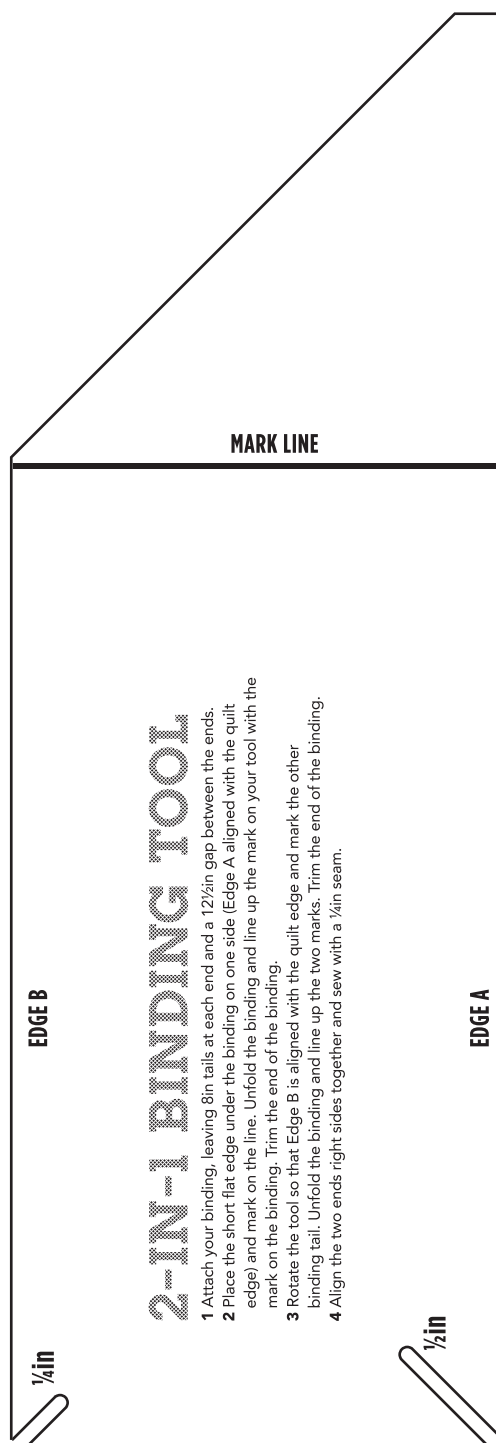 MARK LINE
EDGE B
2-IN-1 BINDING TOOL
1 Attach your binding, leaving 8in tails at each end and a 12½in gap between the ends.
2 Place the short flat edge under the binding on one side (Edge A aligned with the quilt
edge) and mark on the line. Unfold the binding and line up the mark on your tool with the
mark on the binding. Trim the end of the binding.
3 Rotate the tool so that Edge B is aligned with the quilt edge and mark the other
binding tail. Unfold the binding and line up the two marks. Trim the end of the binding.
4 Align the two ends right sides together and sew with a ¼in seam.
EDGE A
¼in
½in